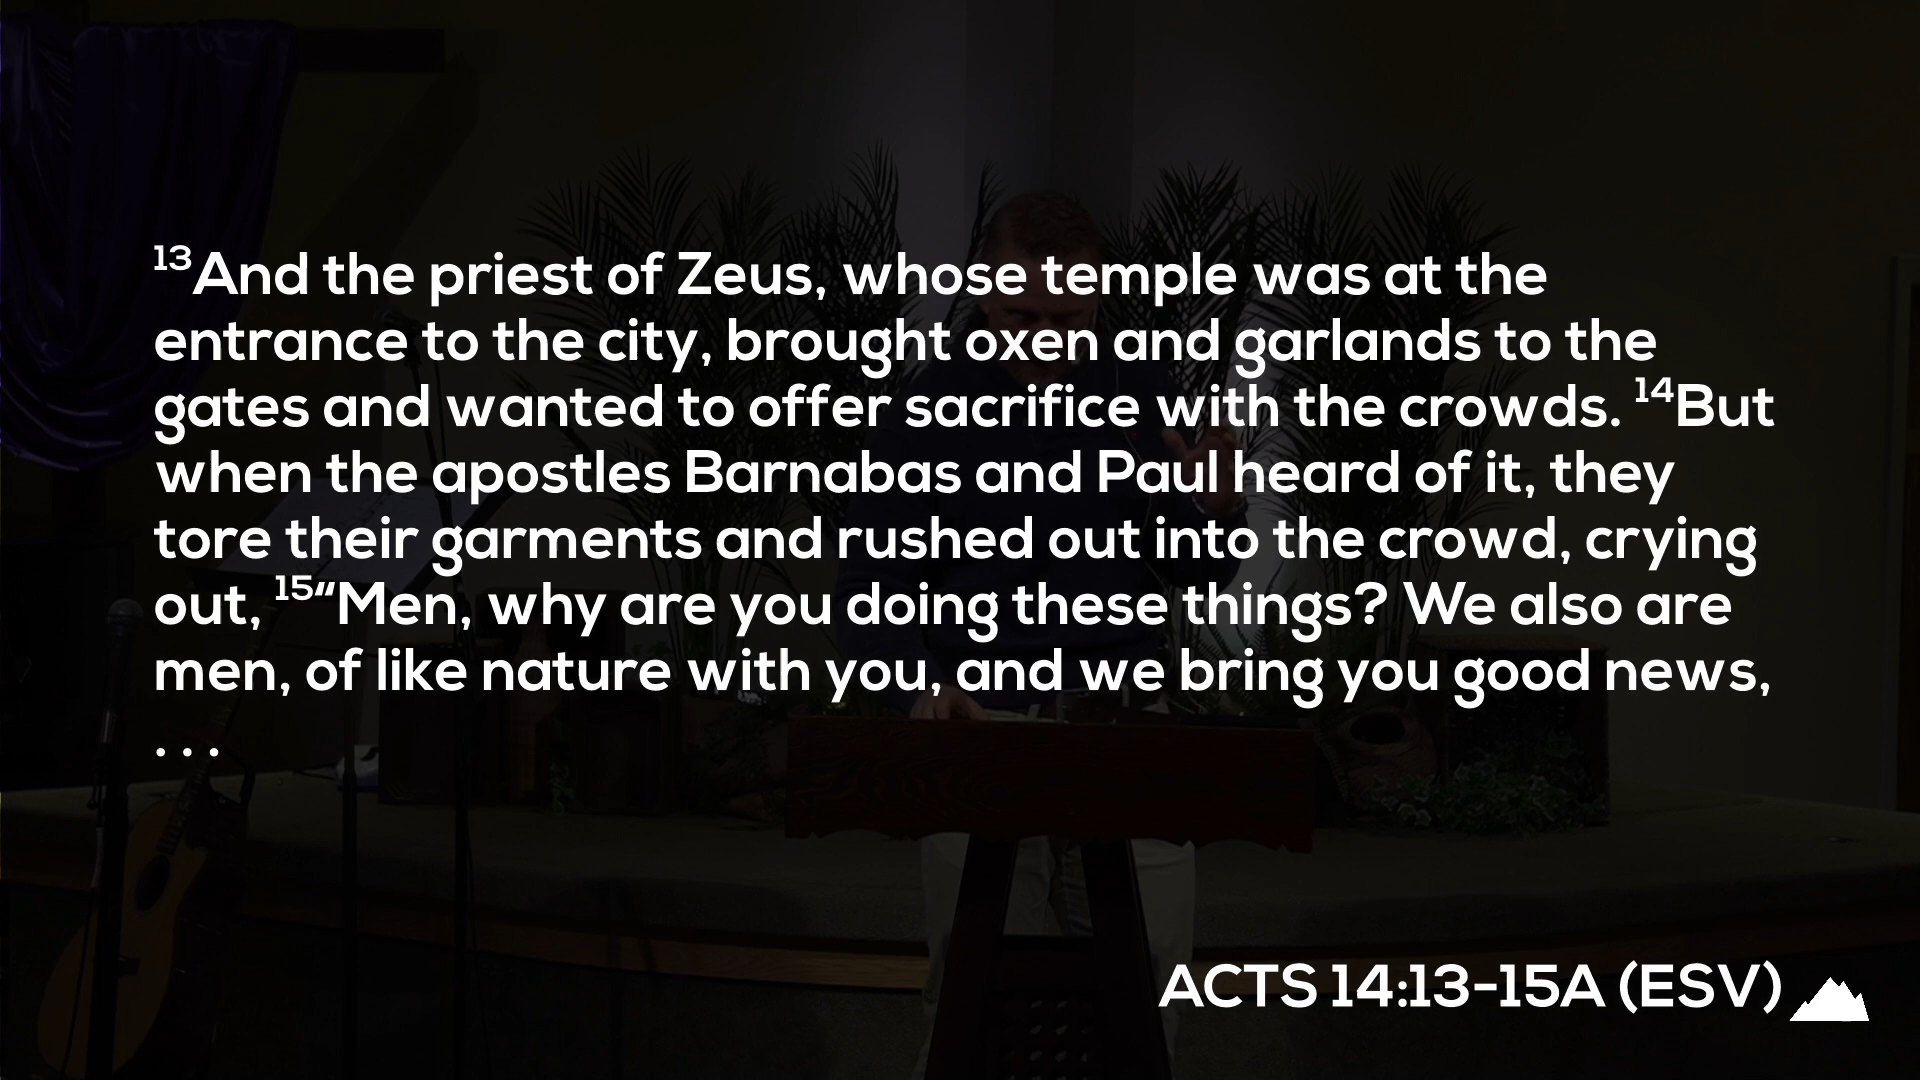 ¹³And the priest of Zeus, whose temple was at the
entrance to the city, brought oxen and garlands to the
gates and wanted to offer sacrifice with the crowds. ¹⁴But
when the apostles Barnabas and Paul heard of it, they
tore their garments and rushed out into the crowd, crying
out, ¹⁵“Men, why are you doing these things? We also are
men, of like nature with you, and we bring you good news,
. . .
ACTS 14:13-15A (ESV)